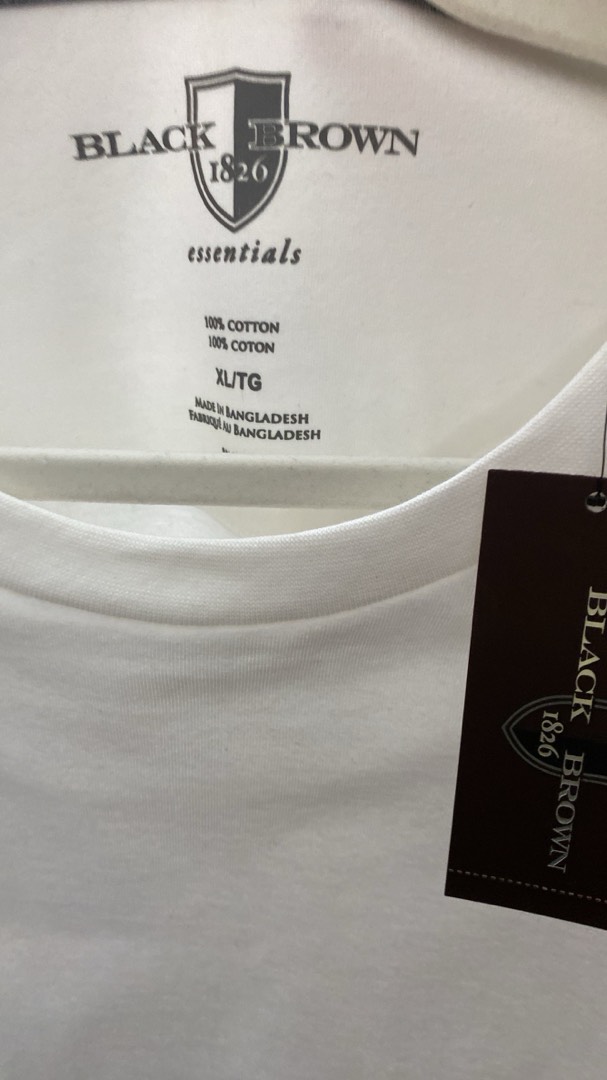 BLACK BROWN
1826
essentials
100% COTTON
100% COTON
XL/TG
MADE IN BANGLADESH
FABRIQUÉ AU BANGLADESH
BLACK BROWN
1826